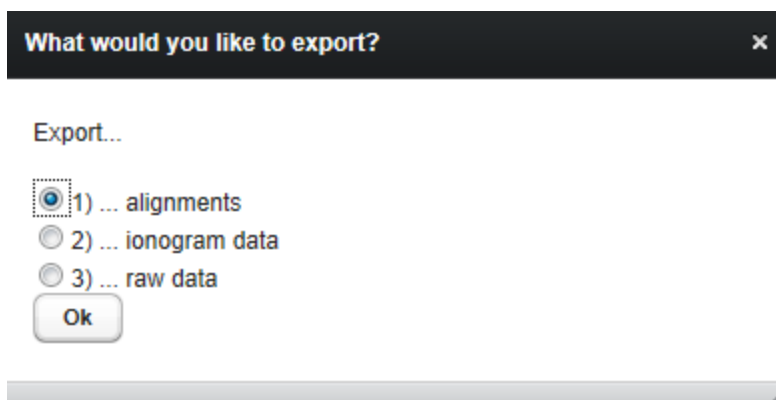 What would you like to export? ×
Export...
1) ... alignments
2) ... ionogram data
3) ... raw data
Ok